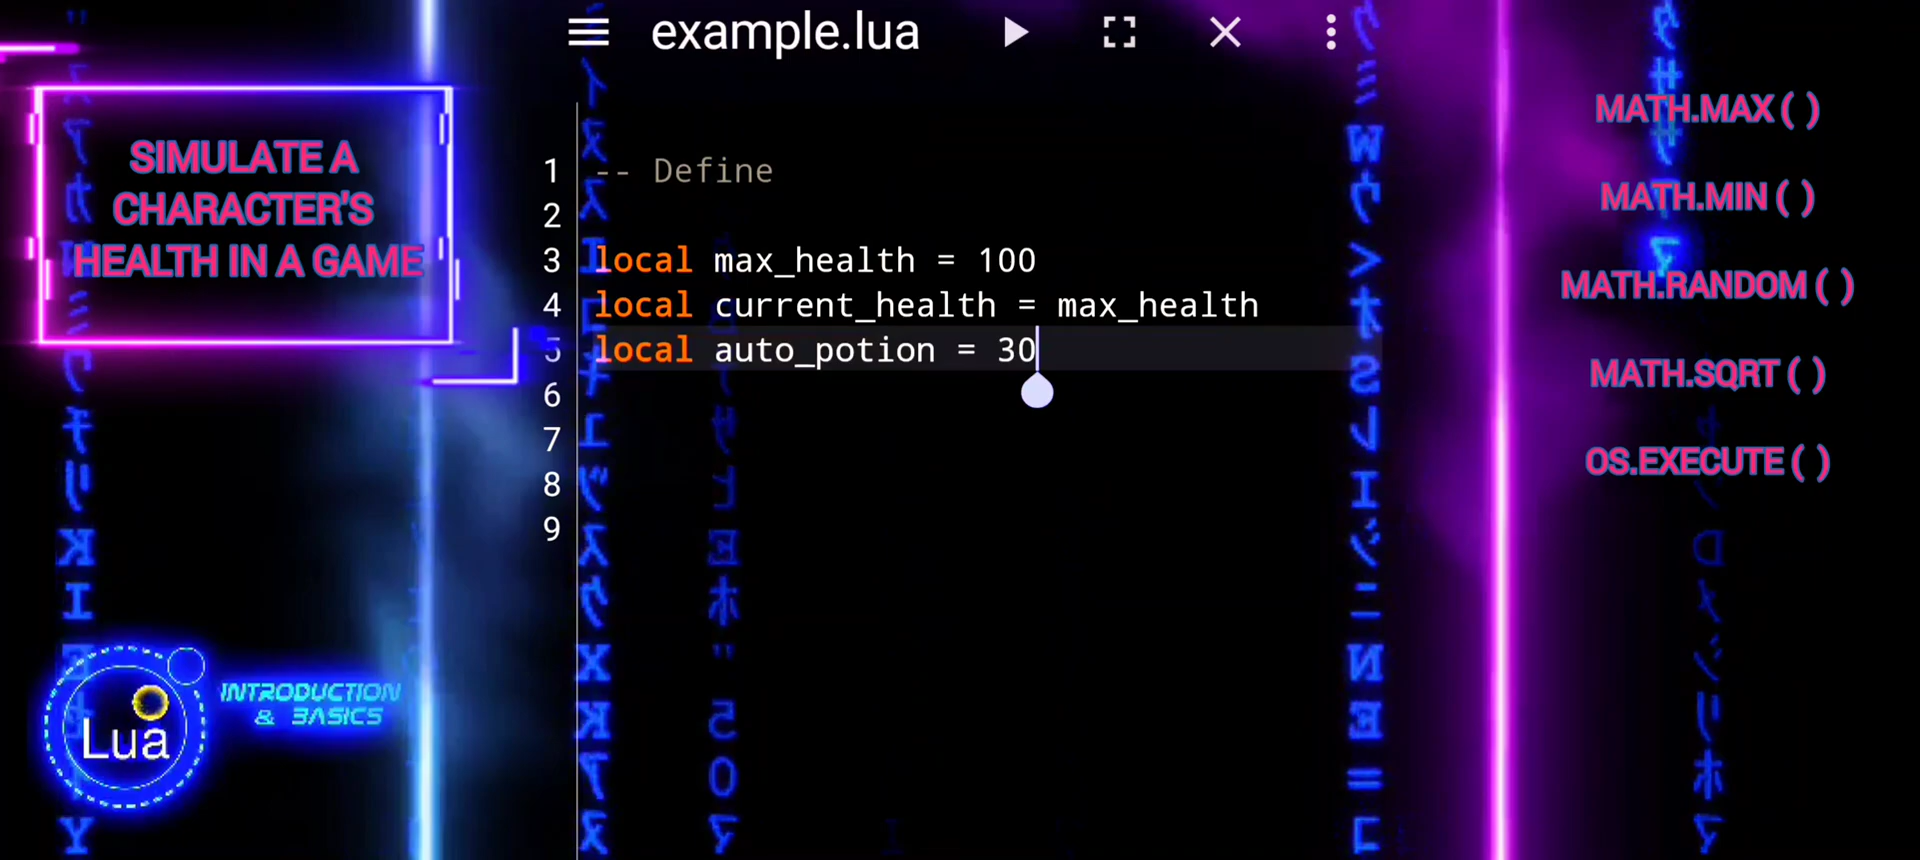 example.lua
SIMULATE A
CHARACTER'S
HEALTH IN A GAME
1 -- Define
2
3 local max_health = 100
4 local current_health = max_health
5 local auto_potion = 30
6
7
8
9
MATH.MAX ( )
MATH.MIN ( )
MATH.RANDOM ( )
MATH.SQRT ( )
OS.EXECUTE ( )
Lua
INTRODUCTION
& BASICS